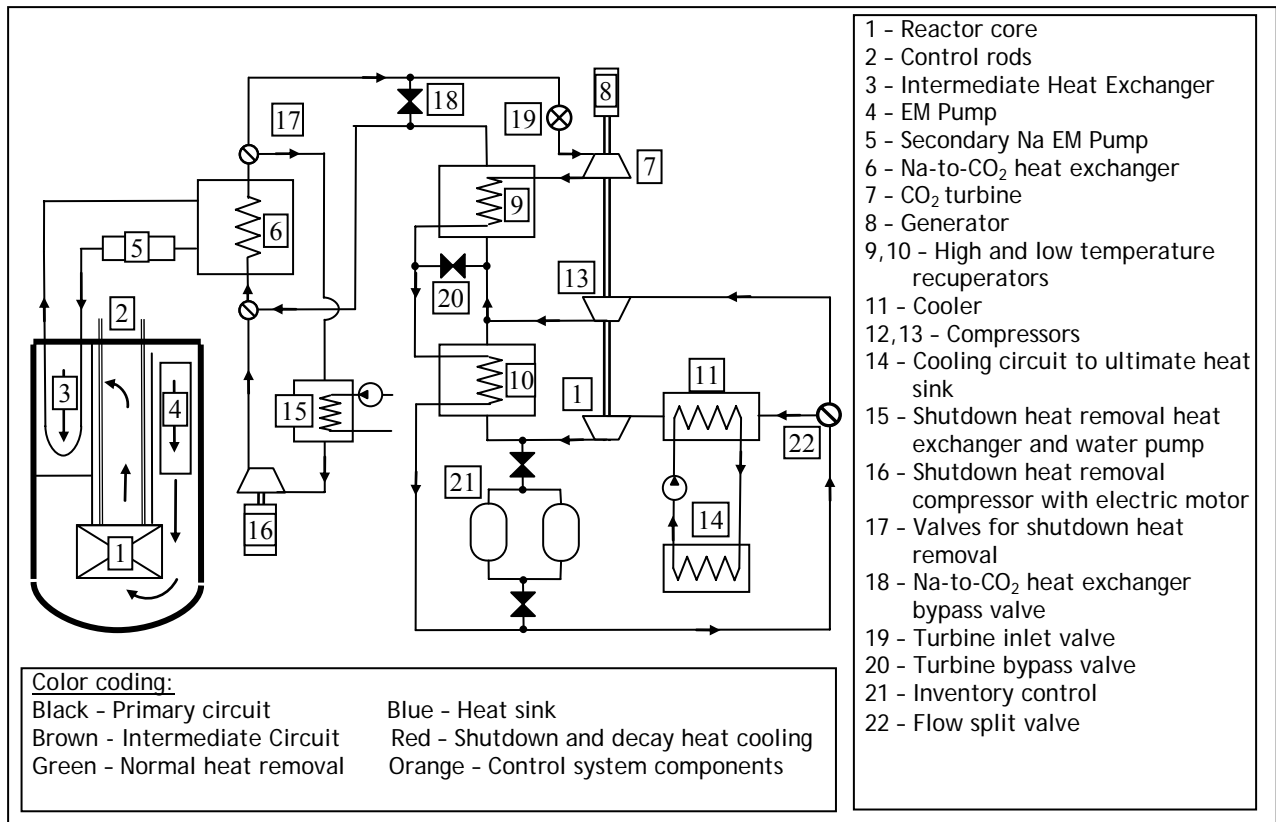 18
8
17
19
7
9
6
5
20
13
2
10
1
11
3
4
15
22
21
14
16
1
1 – Reactor core
2 – Control rods
3 – Intermediate Heat Exchanger
4 – EM Pump
5 – Secondary Na EM Pump
6 – Na-to-CO₂ heat exchanger
7 – CO₂ turbine
8 – Generator
9,10 – High and low temperature
recuperators
11 – Cooler
12,13 – Compressors
14 – Cooling circuit to ultimate heat
sink
15 – Shutdown heat removal heat
exchanger and water pump
16 – Shutdown heat removal
compressor with electric motor
17 – Valves for shutdown heat
removal
18 – Na-to-CO₂ heat exchanger
bypass valve
19 – Turbine inlet valve
20 – Turbine bypass valve
21 – Inventory control
22 – Flow split valve
Color coding:
Black – Primary circuit Blue – Heat sink
Brown - Intermediate Circuit Red – Shutdown and decay heat cooling
Green – Normal heat removal Orange – Control system components